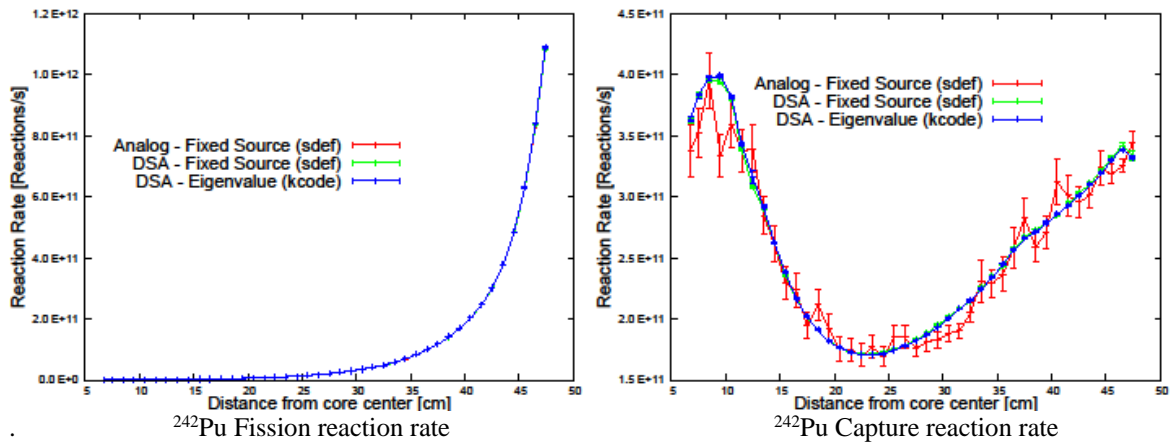 1.2E+12
1.0E+12
8.0E+11
6.0E+11
4.0E+11
2.0E+11
0.0E+0
Reaction Rate [Reactions/s]
Analog - Fixed Source (sdef)
DSA - Fixed Source (sdef)
DSA - Eigenvalue (kcode)
5 10 15 20 25 30 35 40 45 50
Distance from core center [cm]
4.5E+11
4.0E+11
3.5E+11
3.0E+11
2.5E+11
2.0E+11
1.5E+11
Reaction Rate [Reactions/s]
Analog - Fixed Source (sdef)
DSA - Fixed Source (sdef)
DSA - Eigenvalue (kcode)
5 10 15 20 25 30 35 40 45 50
Distance from core center [cm]
. ²⁴²Pu Fission reaction rate
²⁴²Pu Capture reaction rate